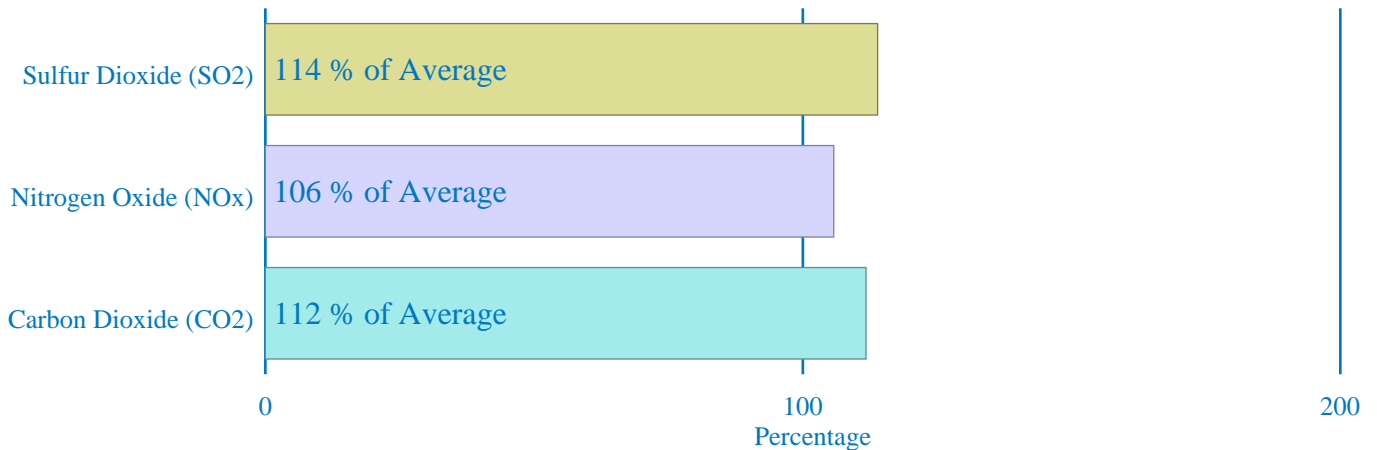 Sulfur Dioxide (SO2) 114 % of Average
Nitrogen Oxide (NOx) 106 % of Average
Carbon Dioxide (CO2) 112 % of Average
0 100 200
Percentage